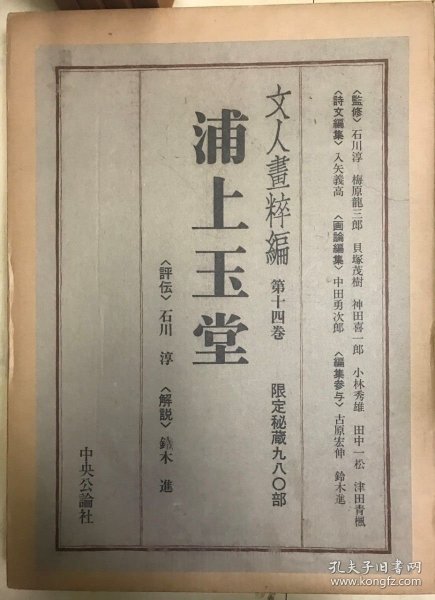 〈監修〉石川淳 梅原龍三郎 貝塚茂樹 神田喜一郎 小林秀雄 田中一松 津田青楓
〈詩文編集〉入矢義高 〈画論編集〉中田勇次郎 〈編集参与〉古原宏伸 鈴木進
文人畫粹編 第十四巻 限定秘蔵九八〇部
浦上玉堂
〈評伝〉石川 淳 〈解説〉鈴木 進
中央公論社
孔夫子旧书网
www.kongfz.com